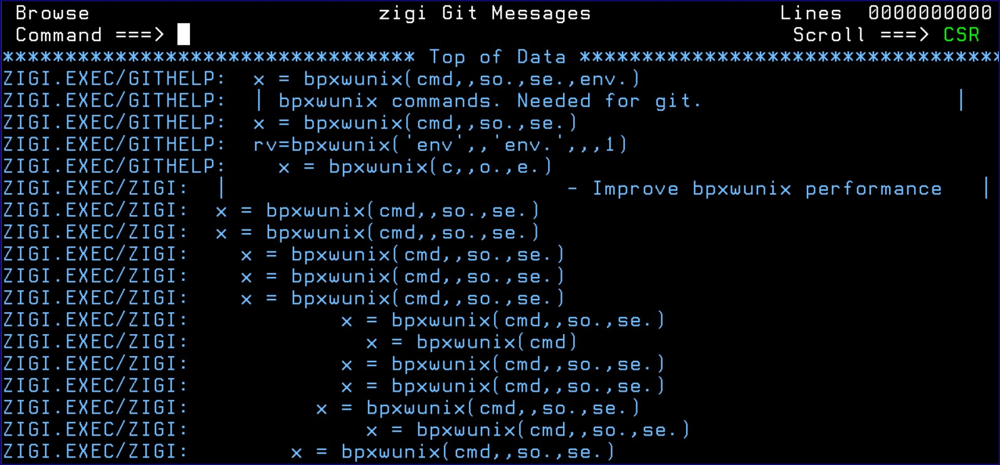 Browse                    zigi Git Messages                    Lines  0000000000
Command ===>                                                   Scroll ===> CSR
********************************* Top of Data **********************************
ZIGI.EXEC/GITHELP:  x = bpxwunix(cmd,,so.,se.,env.)
ZIGI.EXEC/GITHELP:  | bpxwunix commands. Needed for git.                    |
ZIGI.EXEC/GITHELP:  x = bpxwunix(cmd,,so.,se.)
ZIGI.EXEC/GITHELP:  rv=bpxwunix('env',,'env.',,,1)
ZIGI.EXEC/GITHELP:    x = bpxwunix(c,,o.,e.)
ZIGI.EXEC/ZIGI:  |                           - Improve bpxwunix performance   |
ZIGI.EXEC/ZIGI:  x = bpxwunix(cmd,,so.,se.)
ZIGI.EXEC/ZIGI:  x = bpxwunix(cmd,,so.,se.)
ZIGI.EXEC/ZIGI:    x = bpxwunix(cmd,,so.,se.)
ZIGI.EXEC/ZIGI:    x = bpxwunix(cmd,,so.,se.)
ZIGI.EXEC/ZIGI:    x = bpxwunix(cmd,,so.,se.)
ZIGI.EXEC/ZIGI:            x = bpxwunix(cmd,,so.,se.)
ZIGI.EXEC/ZIGI:              x = bpxwunix(cmd)
ZIGI.EXEC/ZIGI:            x = bpxwunix(cmd,,so.,se.)
ZIGI.EXEC/ZIGI:            x = bpxwunix(cmd,,so.,se.)
ZIGI.EXEC/ZIGI:          x = bpxwunix(cmd,,so.,se.)
ZIGI.EXEC/ZIGI:              x = bpxwunix(cmd,,so.,se.)
ZIGI.EXEC/ZIGI:        x = bpxwunix(cmd,,so.,se.)